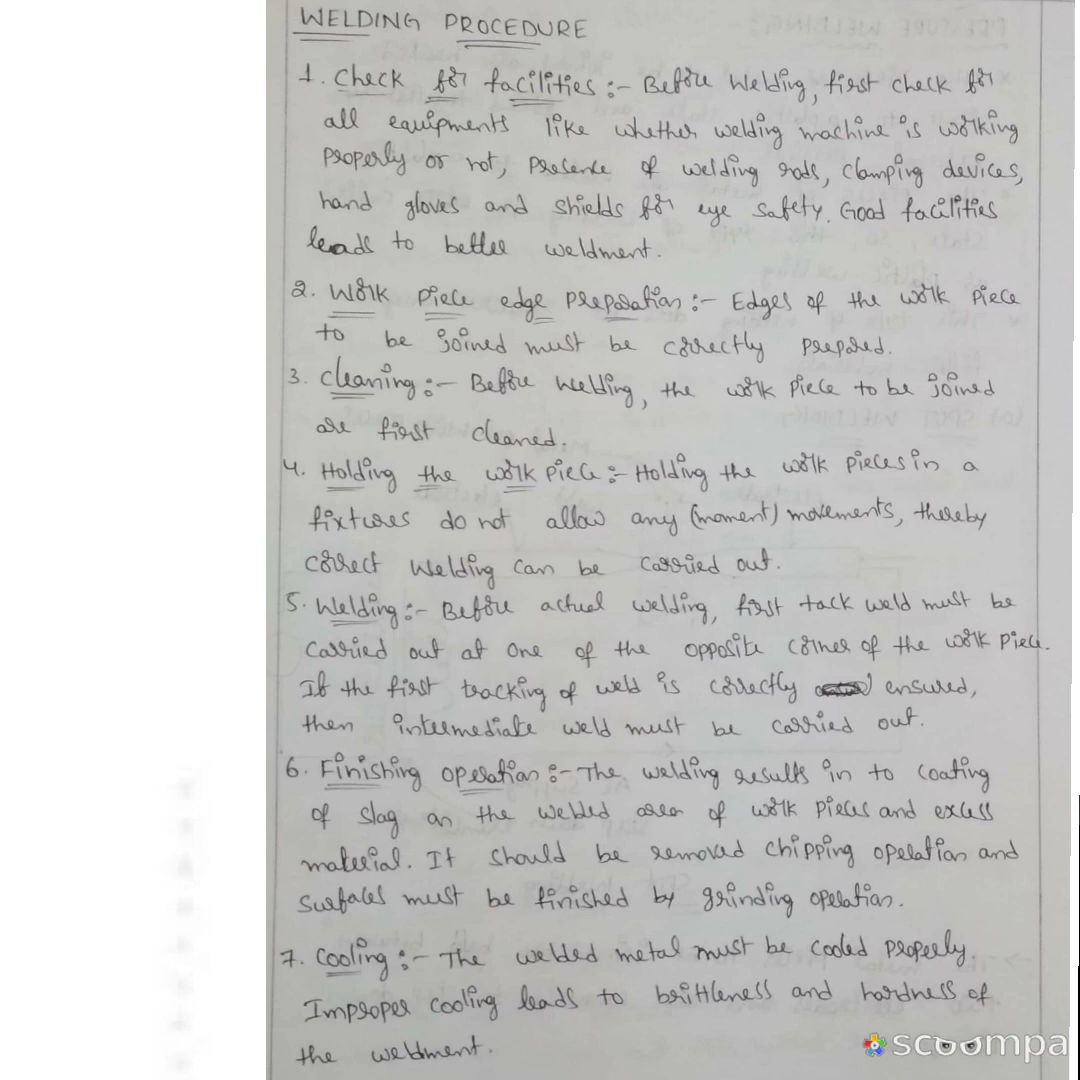 WELDING PROCEDURE
1. Check for facilities :- Before Welding, first check for
all equipments like whether welding machine is working
properly or not, presence of welding rods, clamping devices,
hand gloves and shields for eye safety. Good facilities
leads to better weldment.
2. Work piece edge preparation :- Edges of the work piece
to be joined must be correctly prepared.
3. Cleaning :- Before welding, the work piece to be joined
are first cleaned.
4. Holding the work piece :- Holding the work pieces in a
fixtures do not allow any (moment) movements, thereby
correct welding can be carried out.
5. Welding :- Before actual welding, first tack weld must be
carried out at one of the opposite corner of the work piece.
If the first tracking of weld is correctly ensured,
then intermediate weld must be carried out.
6. Finishing operation :- The welding results in to coating
of slag on the welded area of work pieces and excess
material. It should be removed chipping operation and
surfaces must be finished by grinding operation.
7. Cooling :- The welded metal must be cooled properly
Improper cooling leads to brittleness and hardness of
the weldment.
scoompa